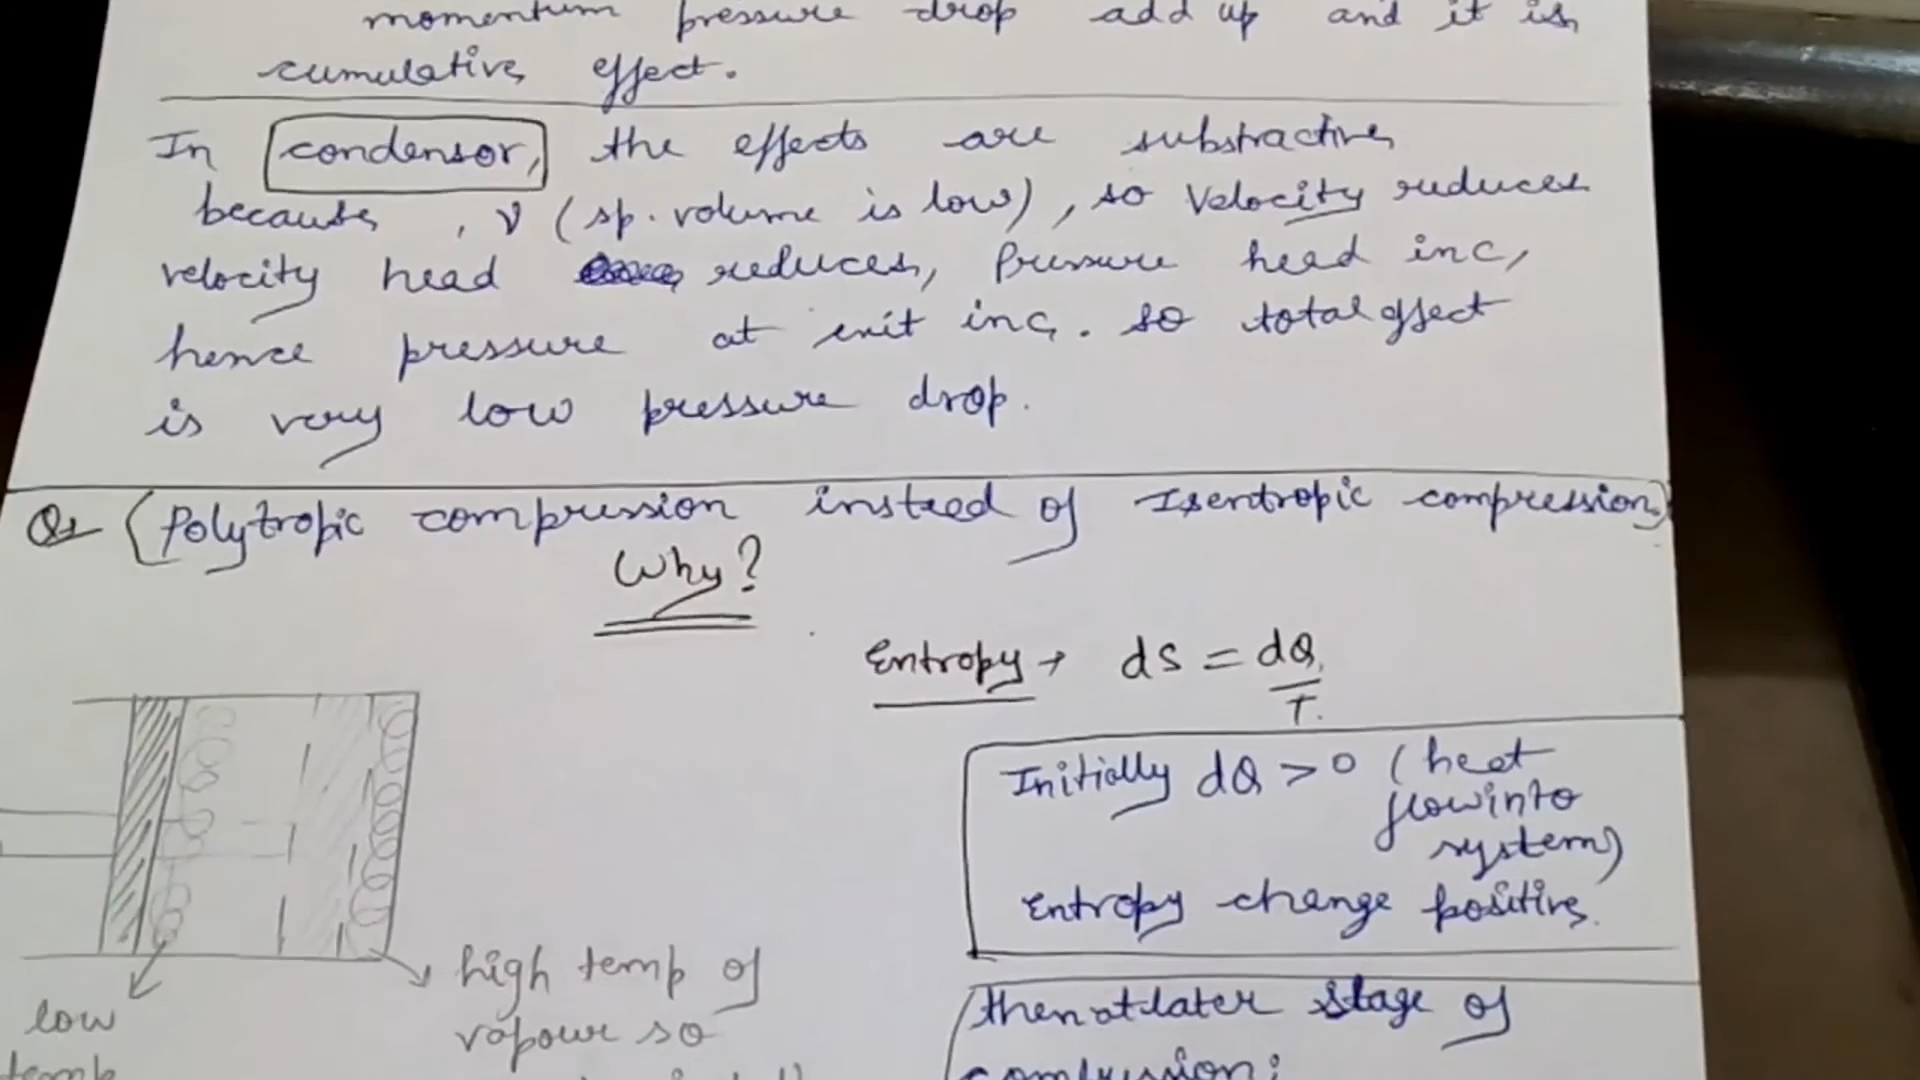 momentum pressure drop add up and it is
cumulative effect.
In condensor, the effects are substractive
because, v (sp. volume is low), so Velocity reduces
velocity head reduces, Pressure head inc,
hence pressure at exit inc. so total effect
is very low pressure drop.
Q1 (Polytropic compression instead of Isentropic compression)
Why?
Entropy → ds = dQ
T.
Initially dQ > 0 (heat
flow into
system)
Entropy change positive.
then at later stage of
compression:
high temp of
vapour so
low
temp